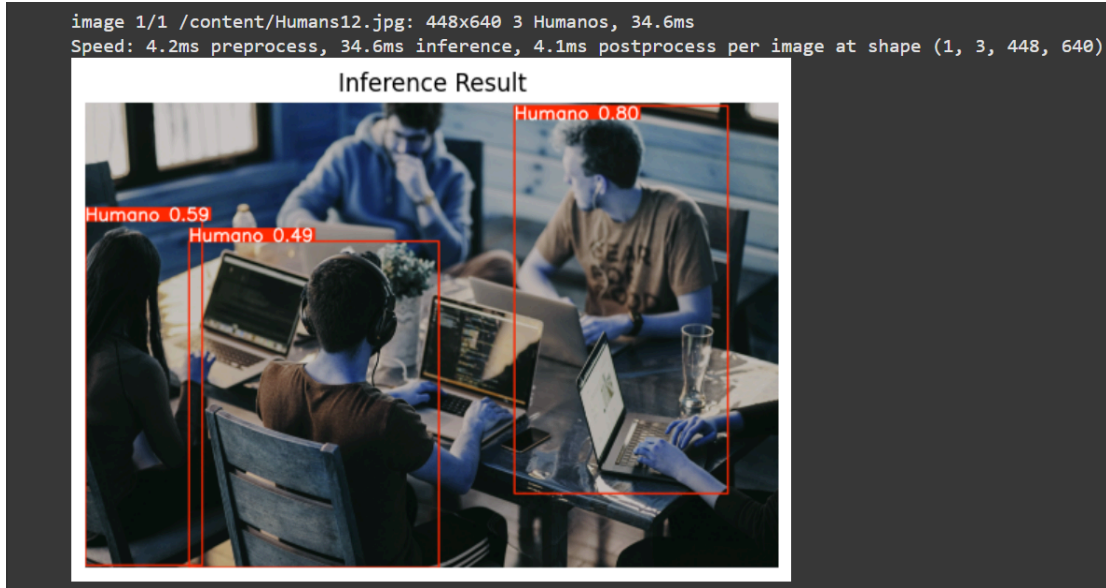 image 1/1 /content/Humans12.jpg: 448x640 3 Humanos, 34.6ms
Speed: 4.2ms preprocess, 34.6ms inference, 4.1ms postprocess per image at shape (1, 3, 448, 640)
Inference Result
Humano 0.80
Humano 0.59
Humano 0.49